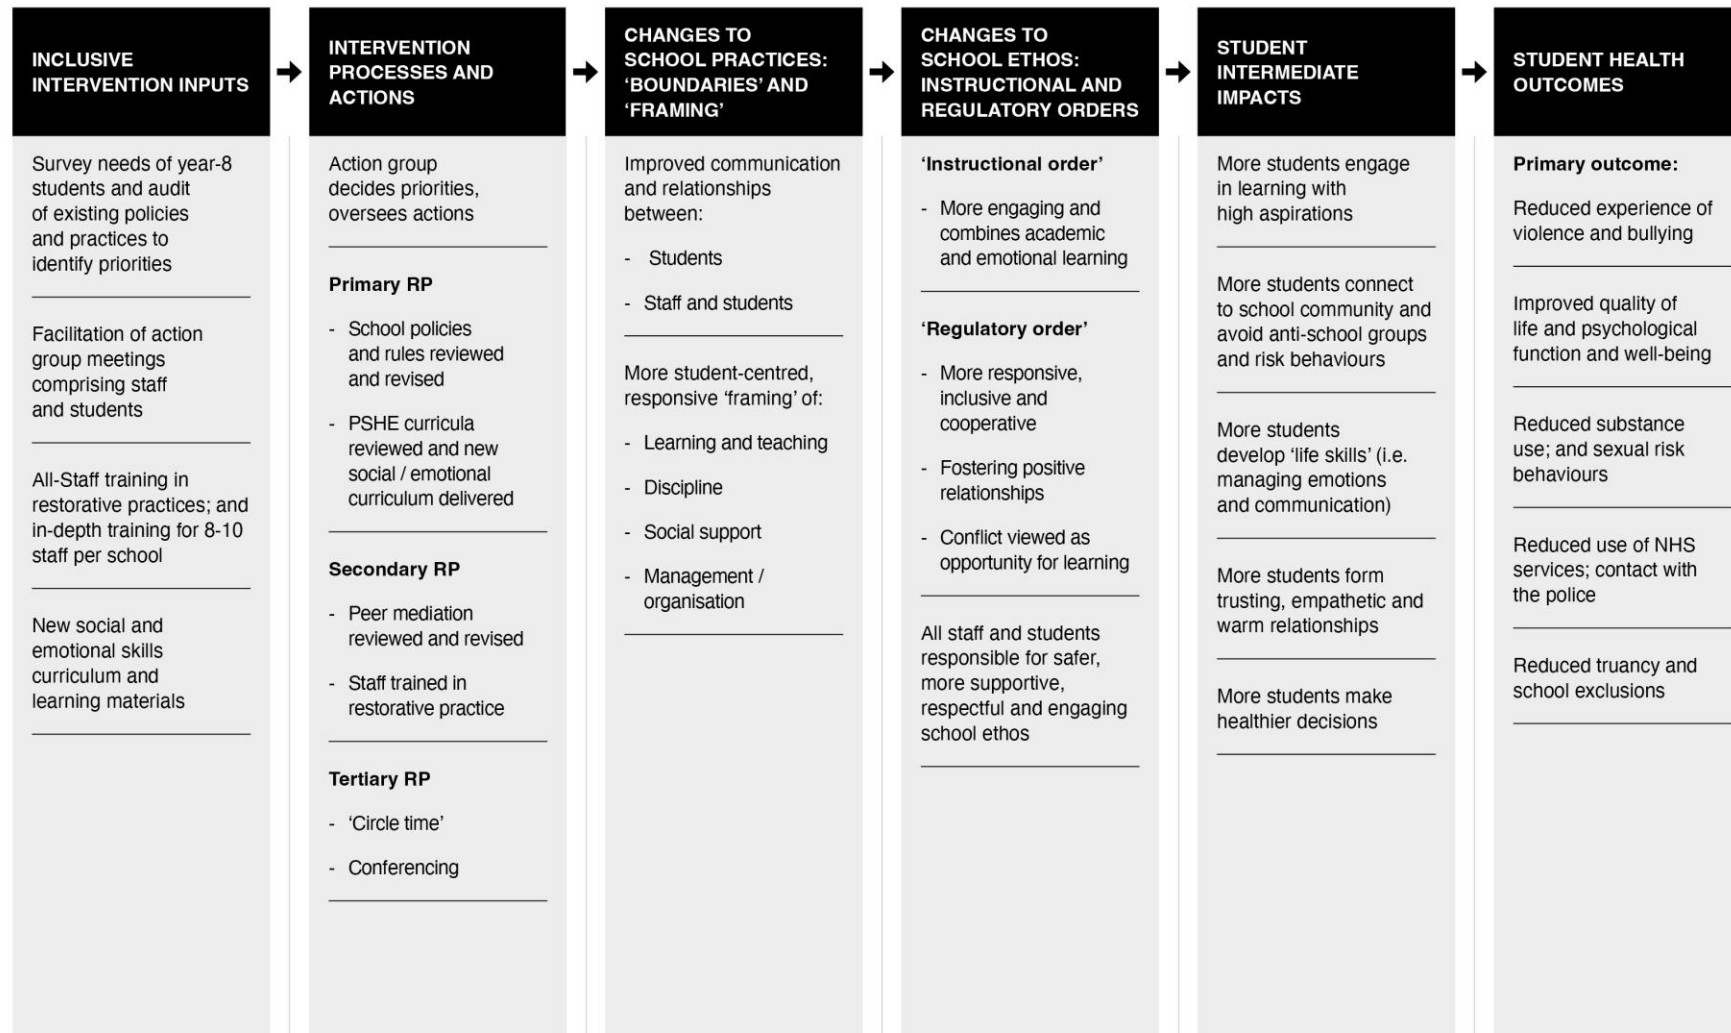 INCLUSIVE
INTERVENTION INPUTS
Survey needs of year-8
students and audit
of existing policies
and practices to
identify priorities
Facilitation of action
group meetings
comprising staff
and students
All-Staff training in
restorative practices; and
in-depth training for 8-10
staff per school
New social and
emotional skills
curriculum and
learning materials
INTERVENTION
PROCESSES AND
ACTIONS
Action group
decides priorities,
oversees actions
Primary RP
- School policies
and rules reviewed
and revised
- PSHE curricula
reviewed and new
social / emotional
curriculum delivered
Secondary RP
- Peer mediation
reviewed and revised
- Staff trained in
restorative practice
Tertiary RP
- ‘Circle time’
- Conferencing
CHANGES TO
SCHOOL PRACTICES:
‘BOUNDARIES’ AND
‘FRAMING’
Improved communication
and relationships
between:
- Students
- Staff and students
More student-centred,
responsive ‘framing’ of:
- Learning and teaching
- Discipline
- Social support
- Management /
organisation
CHANGES TO
SCHOOL ETHOS:
INSTRUCTIONAL AND
REGULATORY ORDERS
‘Instructional order’
- More engaging and
combines academic
and emotional learning
‘Regulatory order’
- More responsive,
inclusive and
cooperative
- Fostering positive
relationships
- Conflict viewed as
opportunity for learning
All staff and students
responsible for safer,
more supportive,
respectful and engaging
school ethos
STUDENT
INTERMEDIATE
IMPACTS
More students engage
in learning with
high aspirations
More students connect
to school community and
avoid anti-school groups
and risk behaviours
More students
develop ‘life skills’ (i.e.
managing emotions
and communication)
More students form
trusting, empathetic and
warm relationships
More students make
healthier decisions
STUDENT HEALTH
OUTCOMES
Primary outcome:
Reduced experience of
violence and bullying
Improved quality of
life and psychological
function and well-being
Reduced substance
use; and sexual risk
behaviours
Reduced use of NHS
services; contact with
the police
Reduced truancy and
school exclusions